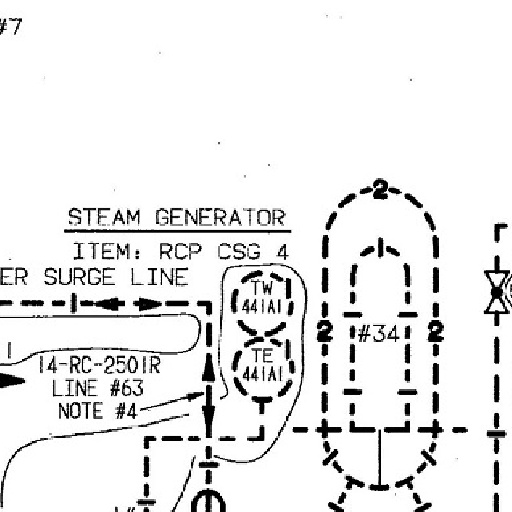 #7
STEAM GENERATOR
ITEM: RCP CSG 4
ER SURGE LINE
TW
441A1
TE
441A1
2
2
#34
2
14-RC-2501R
LINE #63
NOTE #4